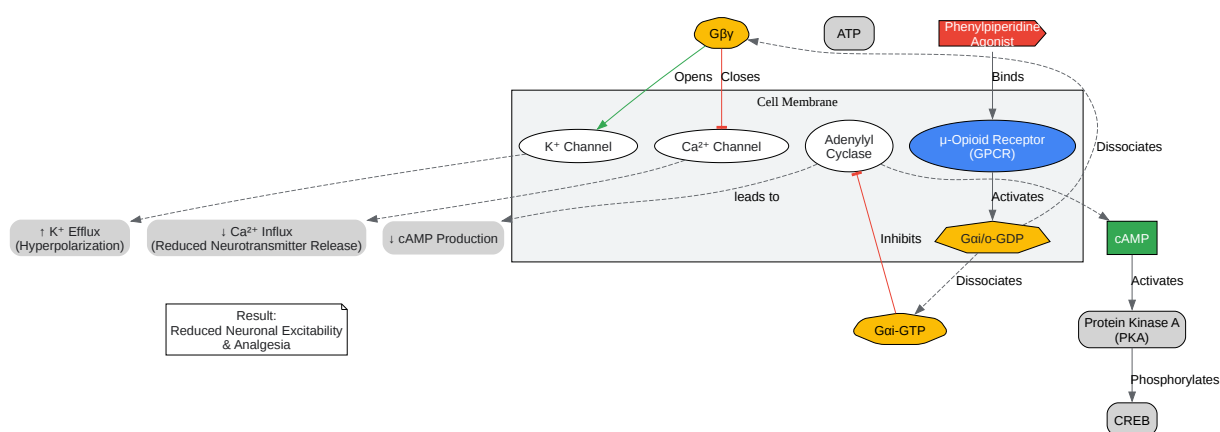 Gβγ
ATP
Phenylpiperidine
Agonist
Opens
Closes
Binds
Cell Membrane
K⁺ Channel
Ca²⁺ Channel
Adenylyl
Cyclase
μ-Opioid Receptor
(GPCR)
Dissociates
leads to
Activates
↑ K⁺ Efflux
(Hyperpolarization)
↓ Ca²⁺ Influx
(Reduced Neurotransmitter Release)
↓ cAMP Production
Inhibits
Gαi/o-GDP
cAMP
Dissociates
Activates
Result:
Reduced Neuronal Excitability
& Analgesia
Gαi-GTP
Protein Kinase A
(PKA)
Phosphorylates
CREB